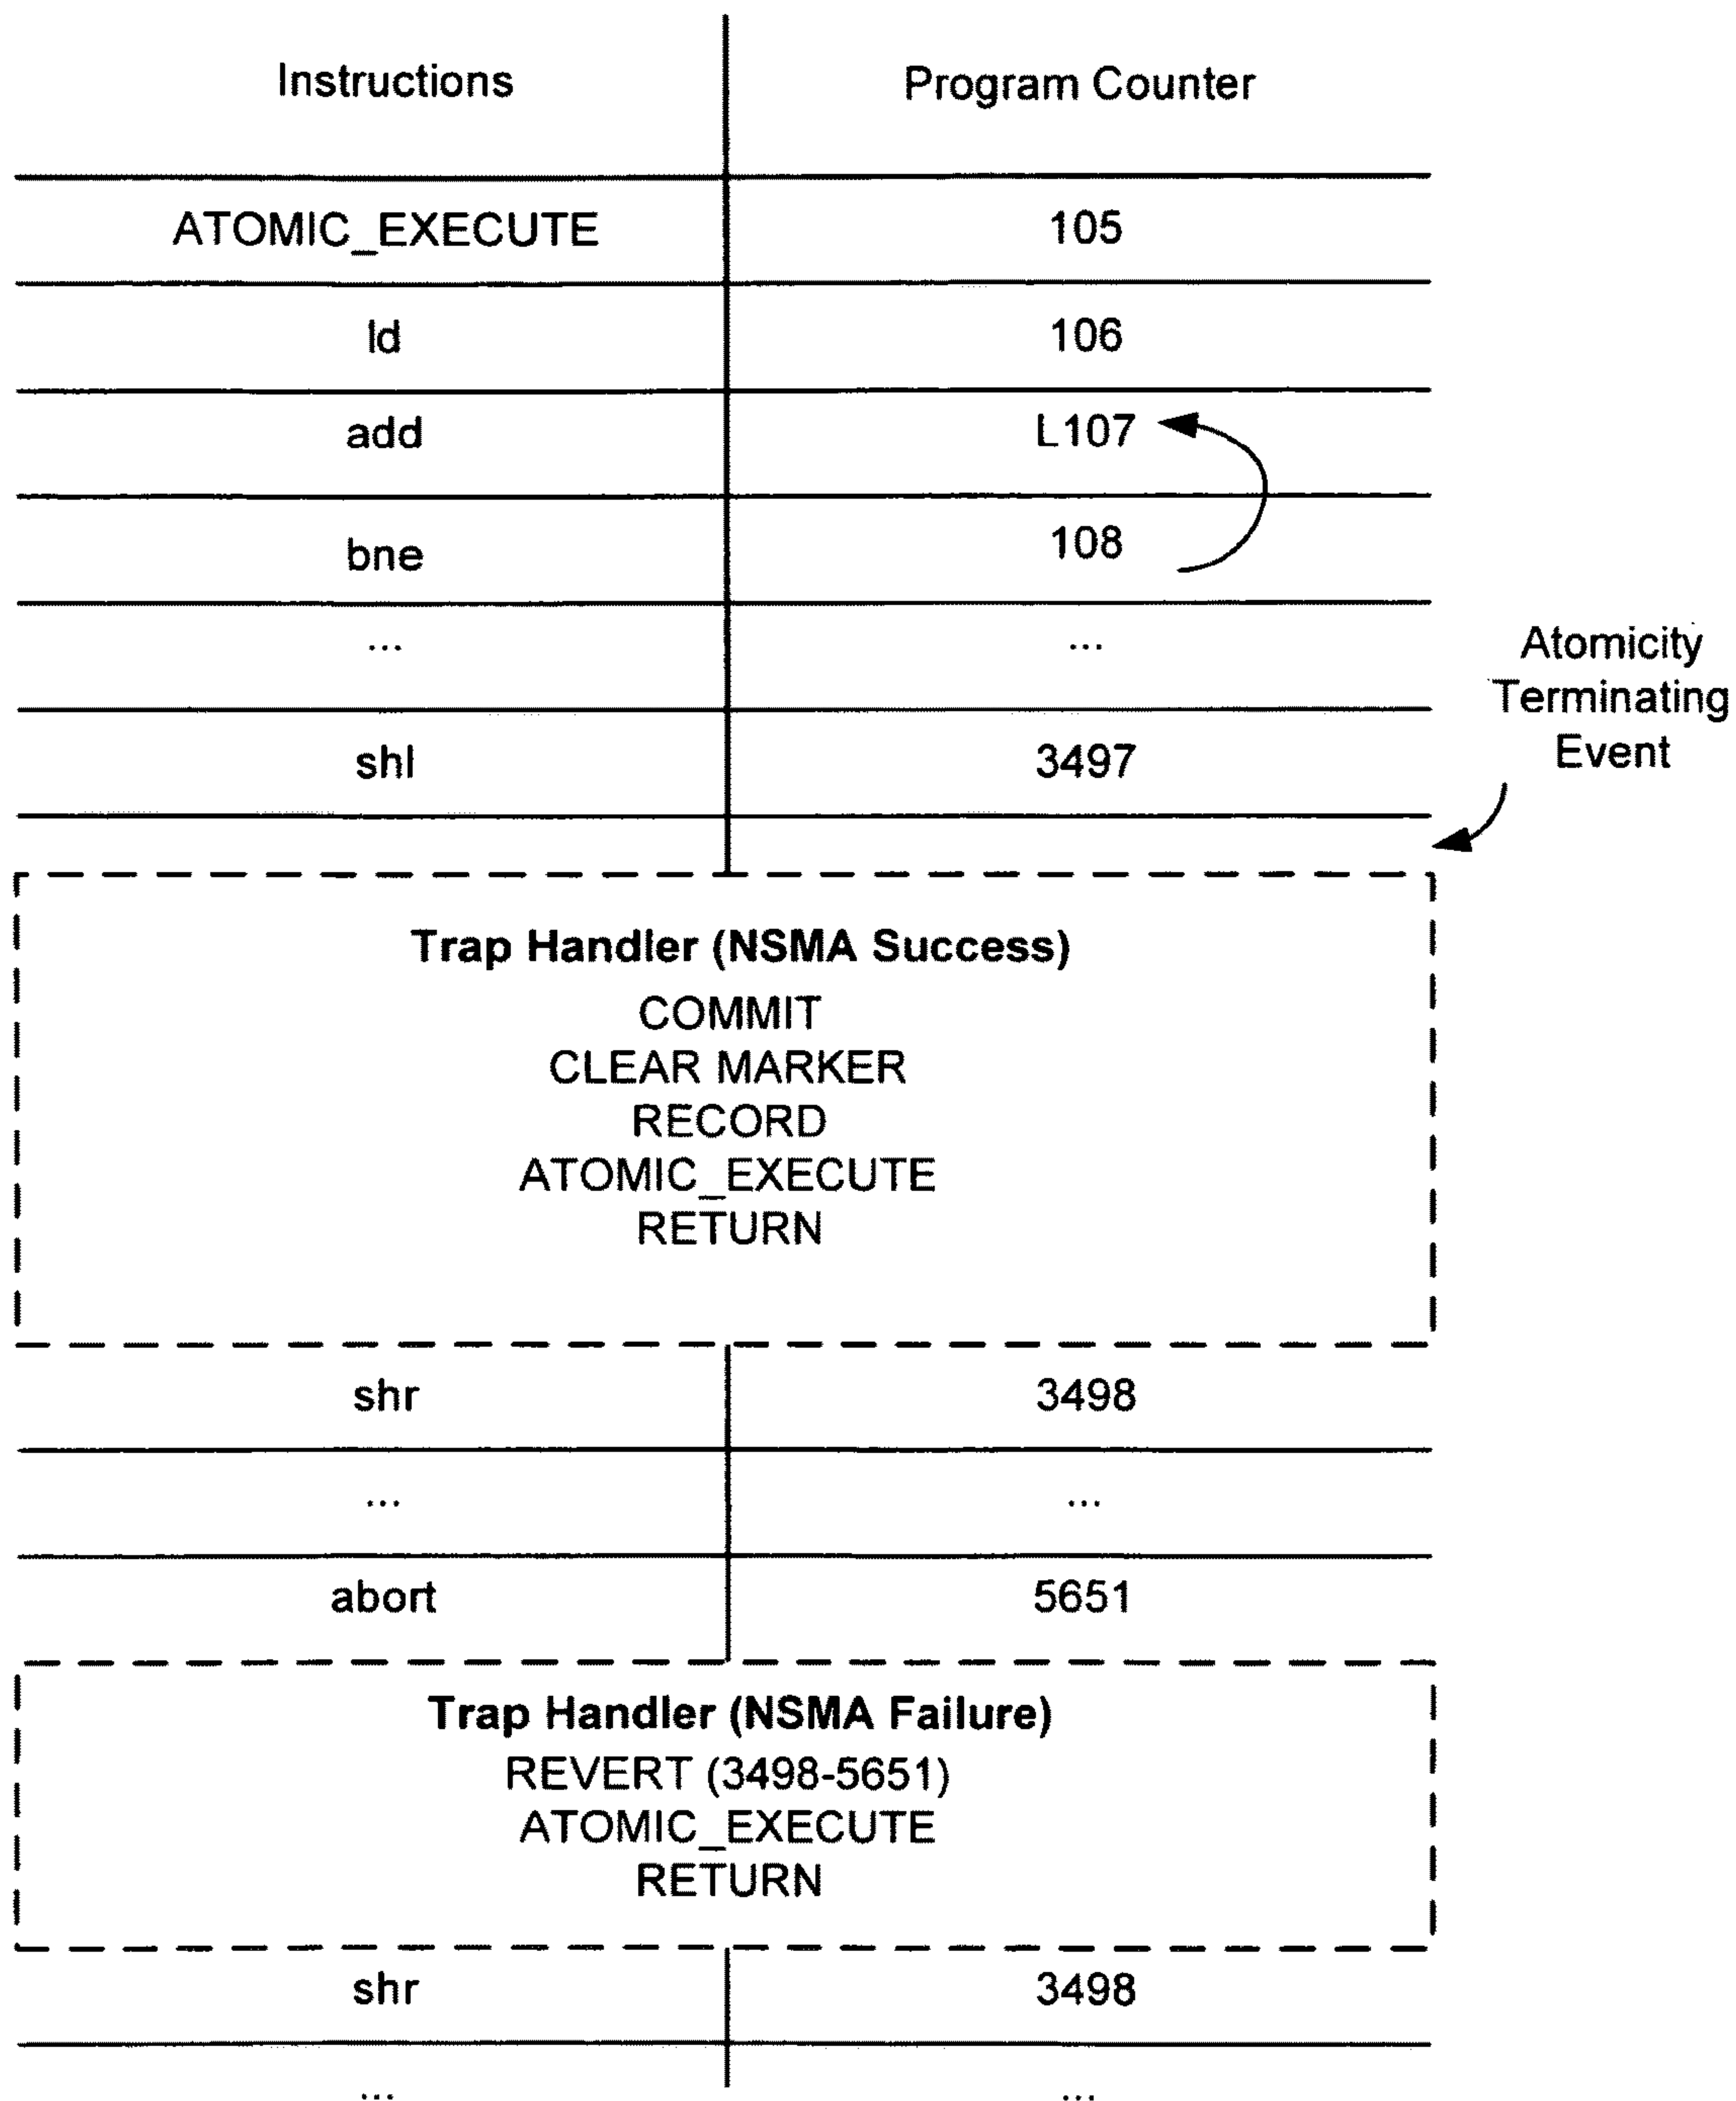 Instructions Program Counter
ATOMIC_EXECUTE 105
ld 106
add L107
bne 108
... ...
Atomicity
Terminating
Event
shl 3497
Trap Handler (NSMA Success)
COMMIT
CLEAR MARKER
RECORD
ATOMIC_EXECUTE
RETURN
shr 3498
... ...
abort 5651
Trap Handler (NSMA Failure)
REVERT (3498-5651)
ATOMIC_EXECUTE
RETURN
shr 3498
... ...